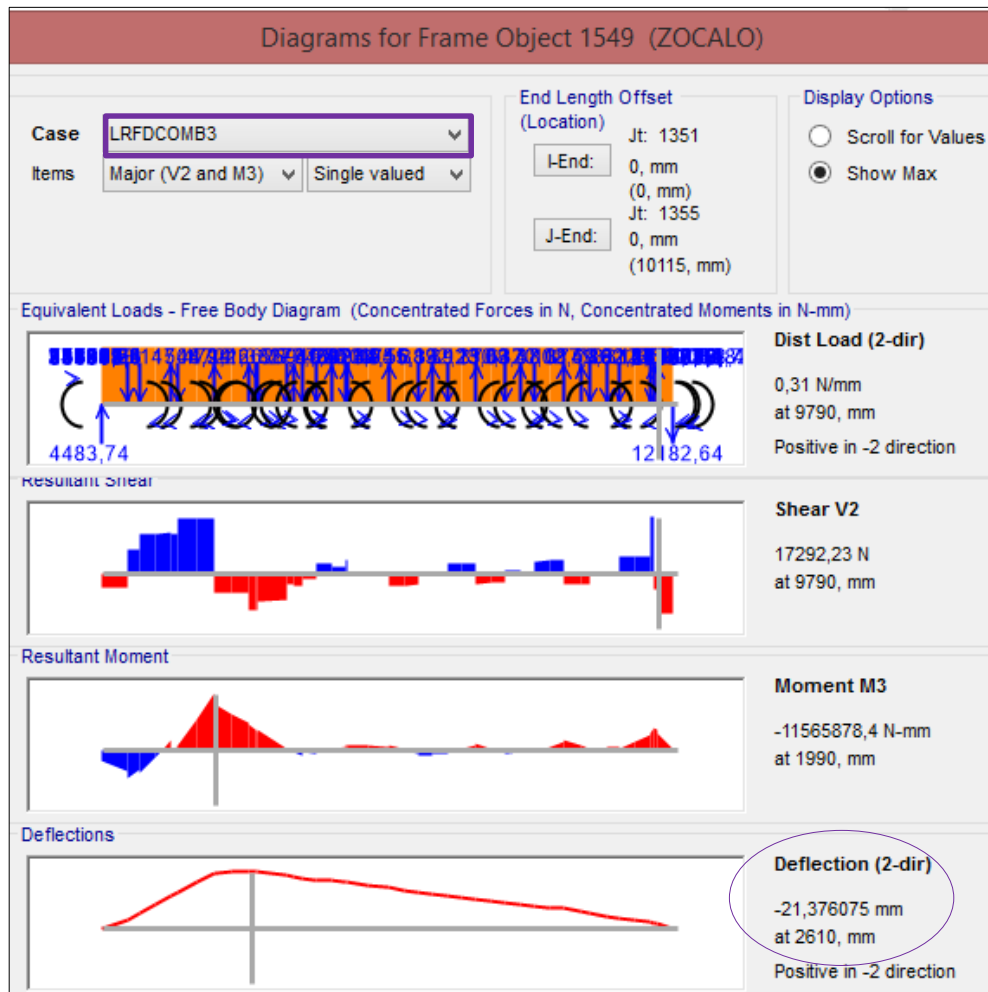 Diagrams for Frame Object 1549 (ZOCALO)
Case LRFDCOMB3
Items Major (V2 and M3) Single valued
End Length Offset
(Location)
Jt: 1351
I-End: 0, mm
(0, mm)
Jt: 1355
J-End: 0, mm
(10115, mm)
Display Options
Scroll for Values
Show Max
Equivalent Loads - Free Body Diagram (Concentrated Forces in N, Concentrated Moments in N-mm)
4483,74
Dist Load (2-dir)
0,31 N/mm
at 9790, mm
Positive in -2 direction
Resultant Shear
Shear V2
17292,23 N
at 9790, mm
Resultant Moment
Moment M3
-11565878,4 N-mm
at 1990, mm
Deflections
Deflection (2-dir)
-21,376075 mm
at 2610, mm
Positive in -2 direction